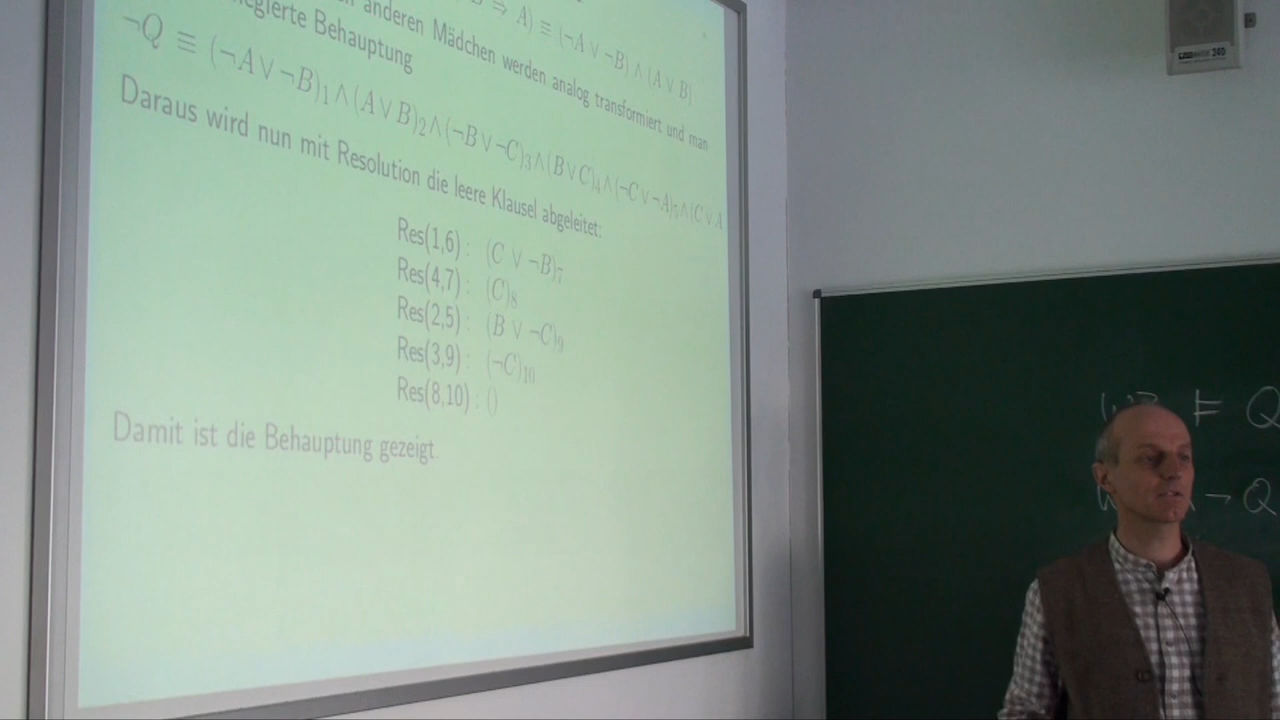 ⇒ A) ≡ (¬A ∨ ¬B) ∧ (A ∨ B)
anderen Mädchen werden analog transformiert und man
negierte Behauptung
¬Q ≡ (¬A ∨ ¬B)₁ ∧ (A ∨ B)₂ ∧ (¬B ∨ ¬C)₃ ∧ (B ∨ C)₄ ∧ (¬C ∨ ¬A)₅ ∧ (C ∨ A
Daraus wird nun mit Resolution die leere Klausel abgeleitet:
Res(1,6) : (C ∨ ¬B)₇
Res(4,7) : (C)₈
Res(2,5) : (B ∨ ¬C)₉
Res(3,9) : (¬C)₁₀
Res(8,10) : ()
Damit ist die Behauptung gezeigt.
⊨ Q
¬ Q